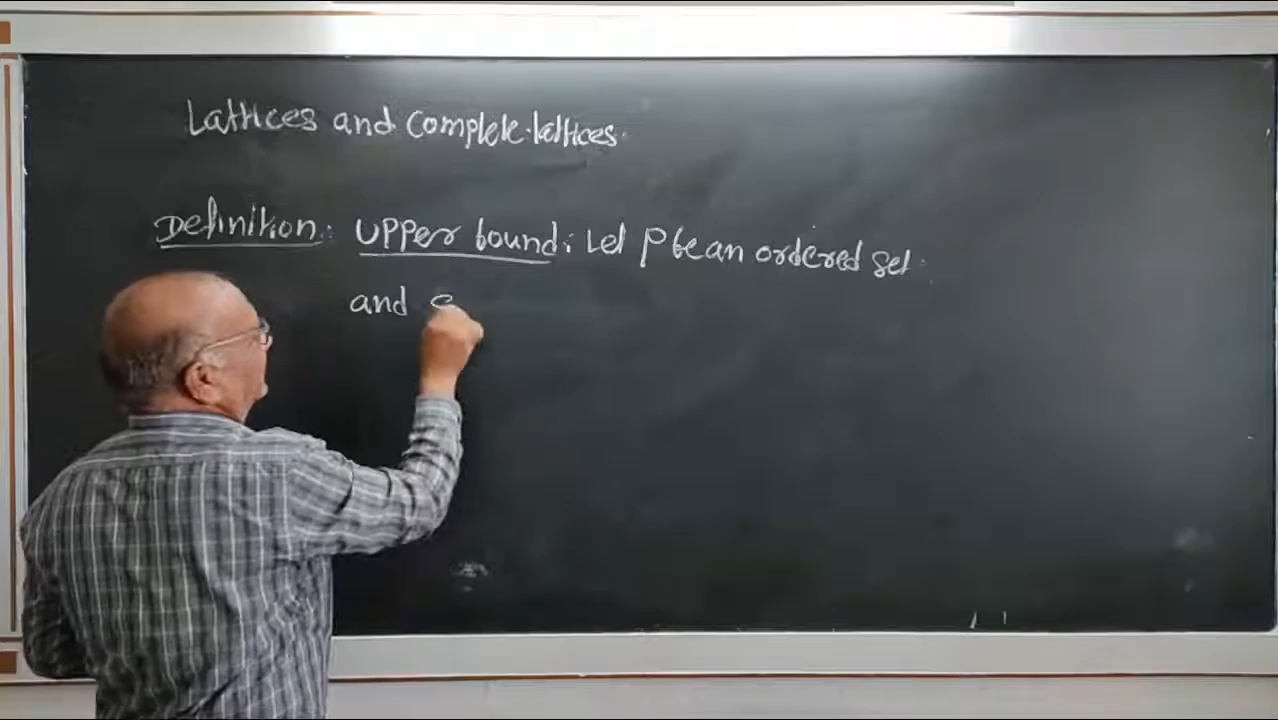 Lattices and complete lattices.
Definition: Upper bound: Let P be an ordered set.
and S